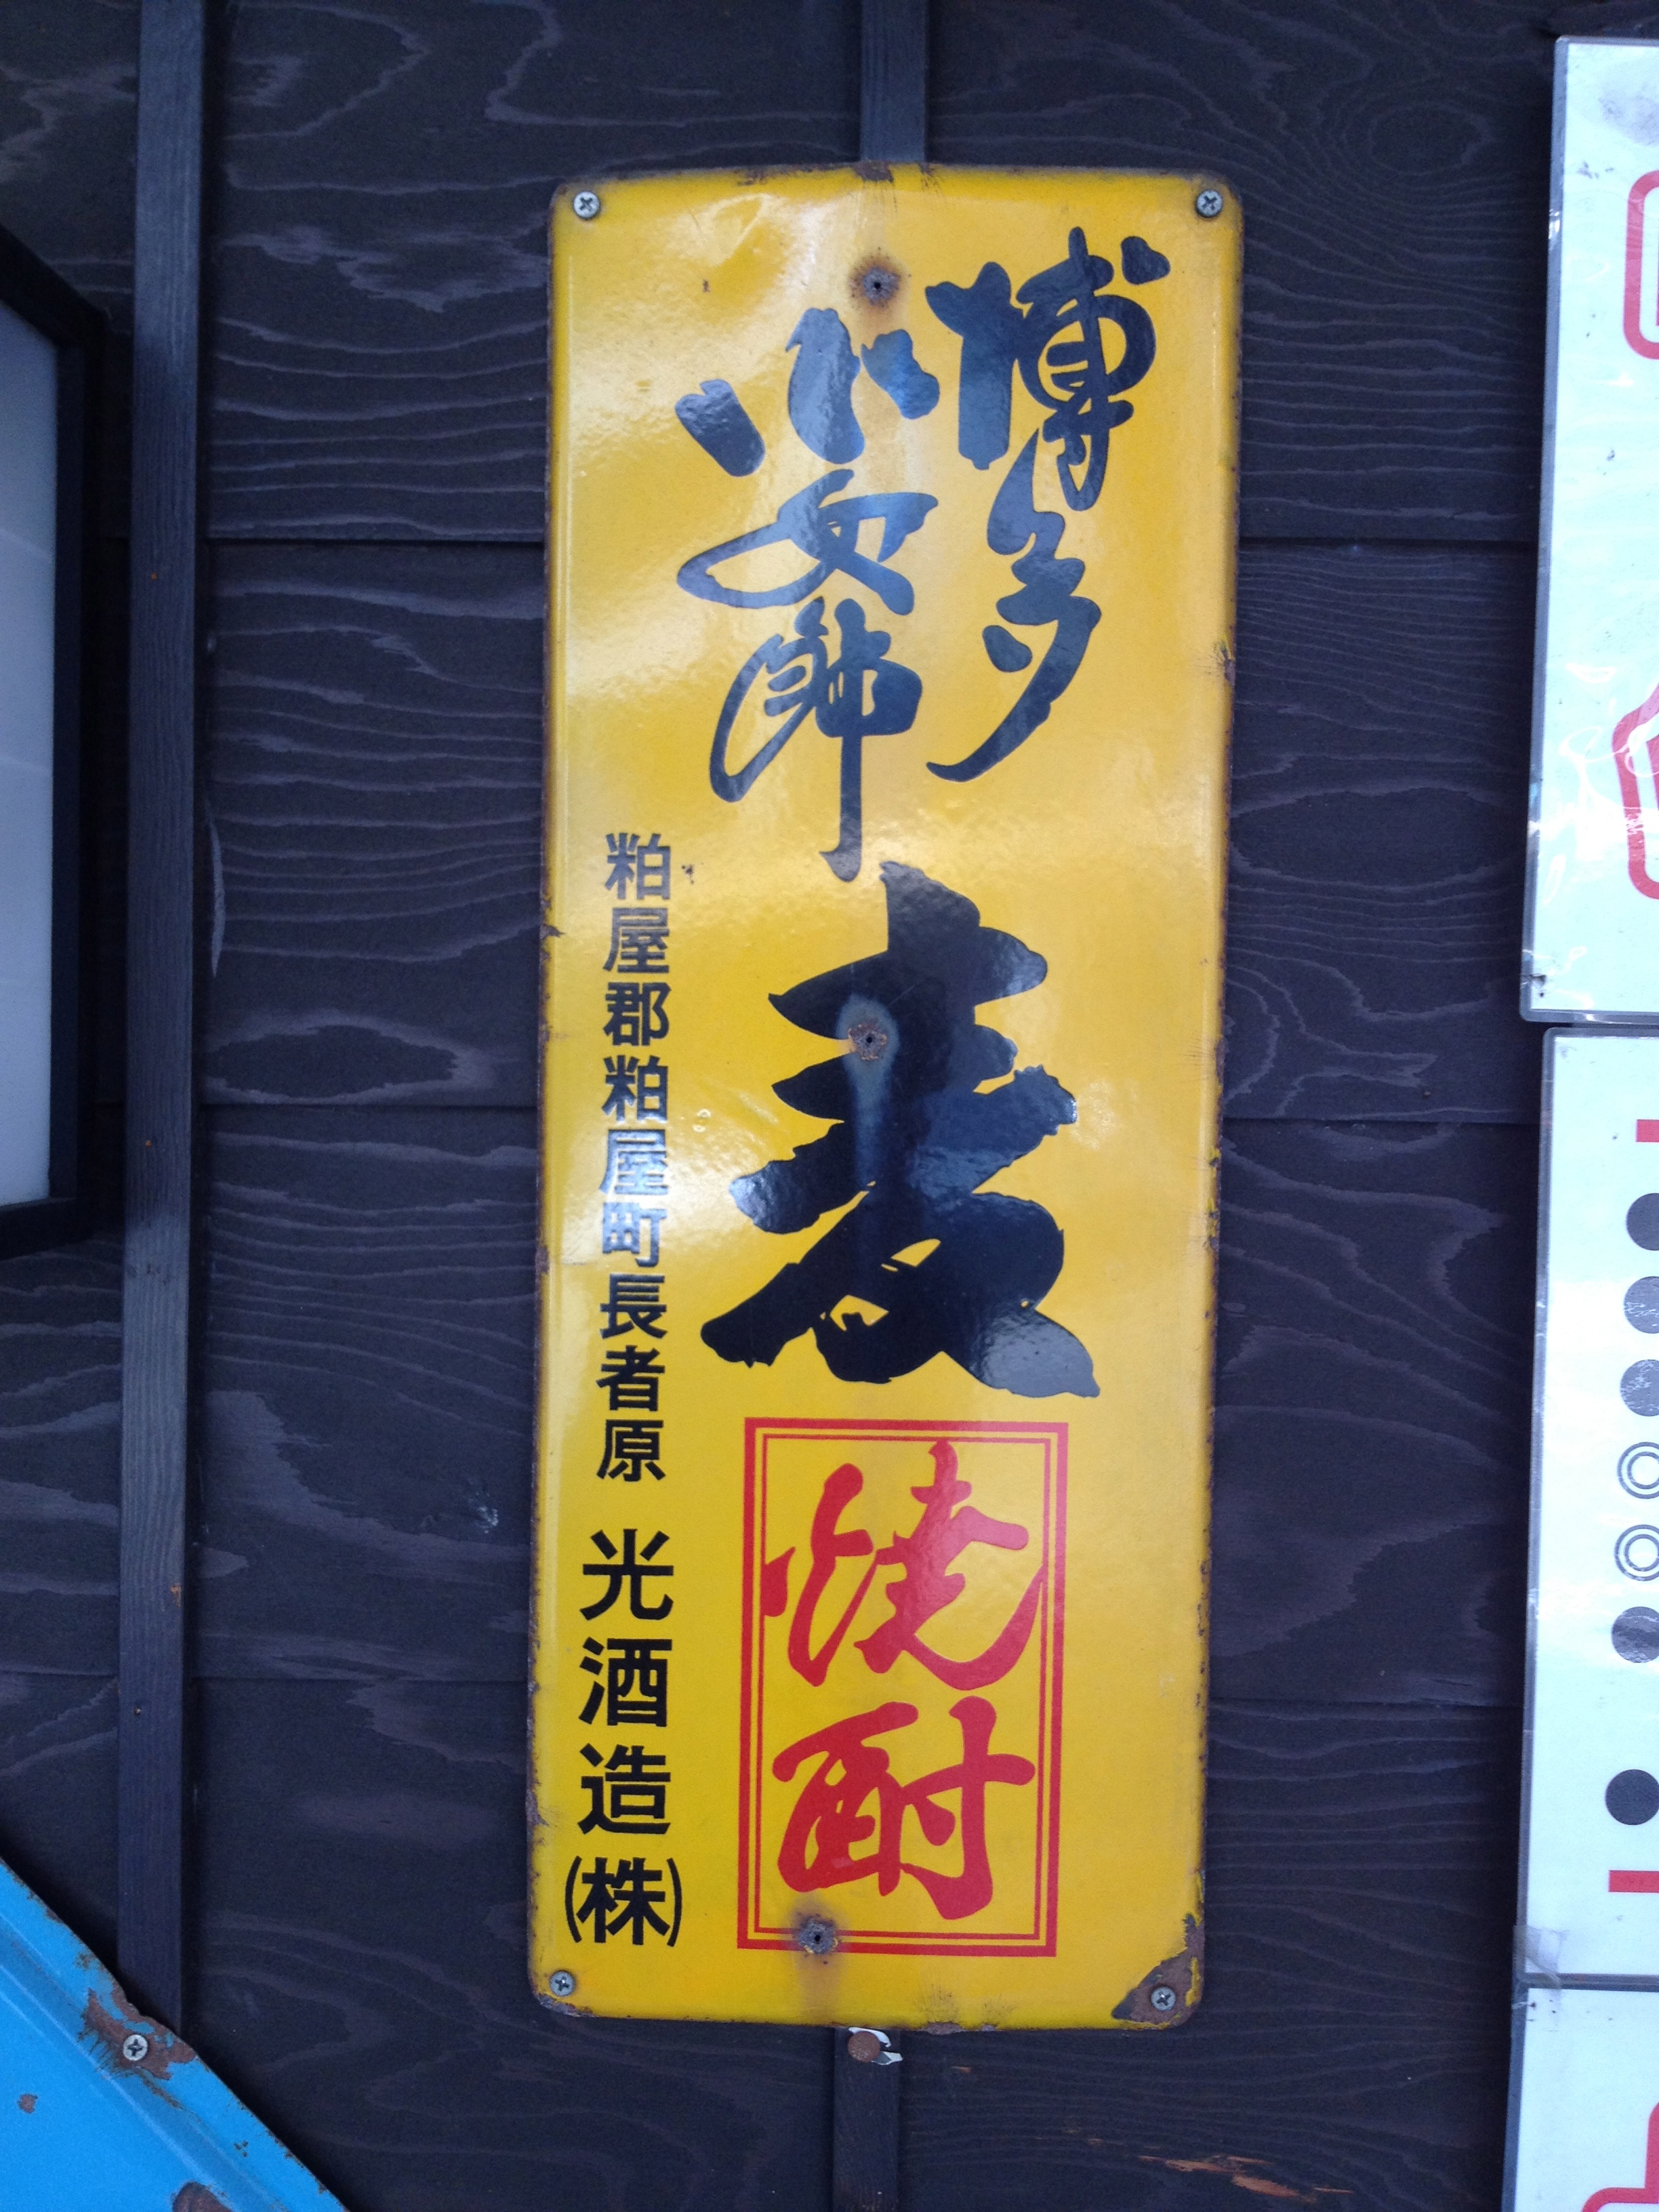 博多
小女郎
麦
焼酎
粕屋郡粕屋町長者原 光酒造(株)